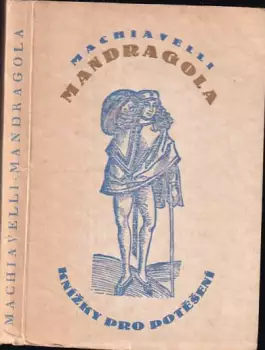 MACHIAVELLI·MANDRAGOLA
MACHIAVELLI
MANDRAGOLA
KNÍŽKY PRO POTĚŠENÍ